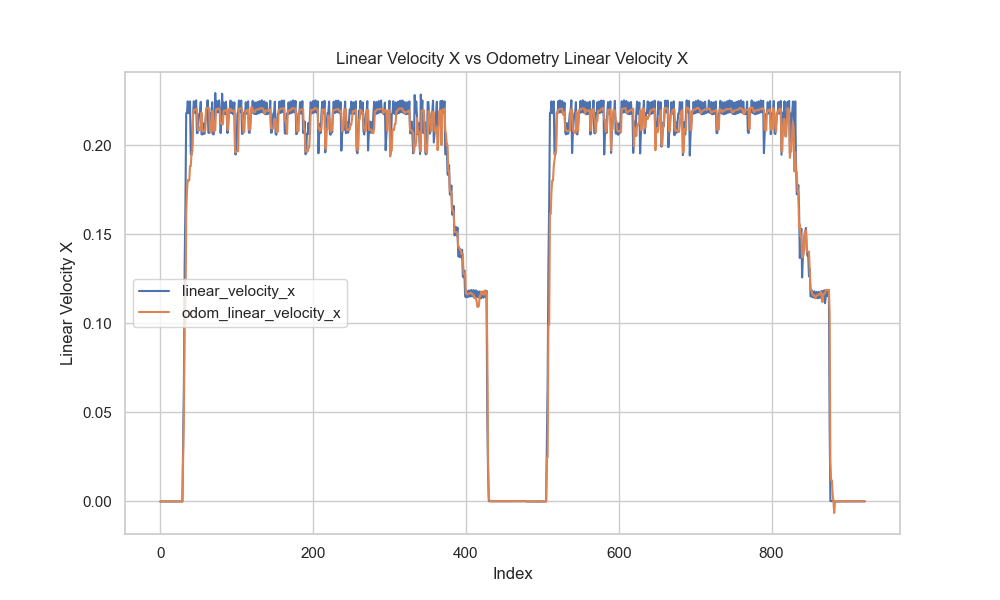 Linear Velocity X vs Odometry Linear Velocity X
0.20
0.15
0.10
0.05
0.00
Linear Velocity X
linear_velocity_x
odom_linear_velocity_x
0 200 400 600 800
Index